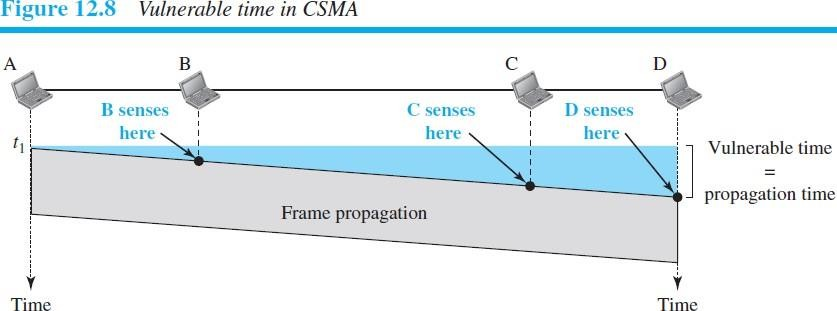 Figure 12.8 Vulnerable time in CSMA
A B C D
B senses
here
C senses
here
D senses
here
t1
Vulnerable time
=
propagation time
Frame propagation
Time
Time